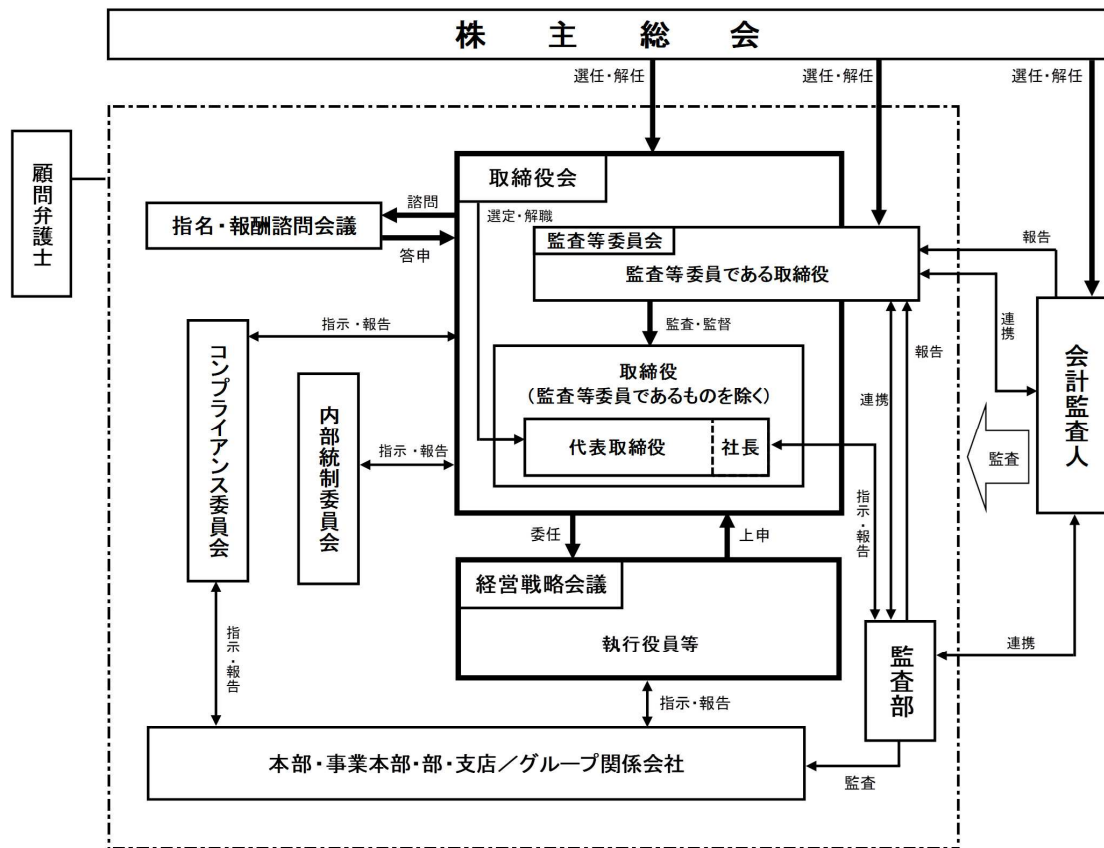 株主総会
選任・解任
選任・解任
選任・解任
顧問弁護士
取締役会
諮問
選定・解職
指名・報酬諮問会議
答申
監査等委員会
監査等委員である取締役
報告
連携
監査・監督
報告
指示・報告
コンプライアンス委員会
内部統制委員会
指示・報告
取締役
（監査等委員であるものを除く）
代表取締役
社長
連携
会計監査人
監査
指示・報告
委任
上申
経営戦略会議
執行役員等
指示・報告
監査部
連携
指示・報告
本部・事業本部・部・支店／グループ関係会社
監査